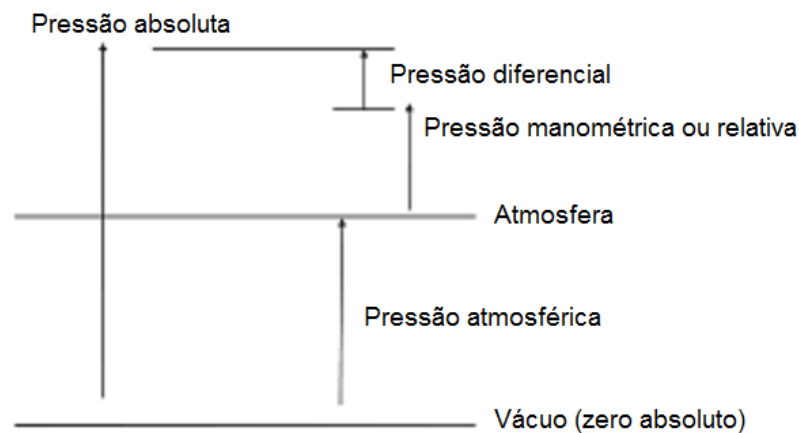 Pressão absoluta
Pressão diferencial
Pressão manométrica ou relativa
Atmosfera
Pressão atmosférica
Vácuo (zero absoluto)